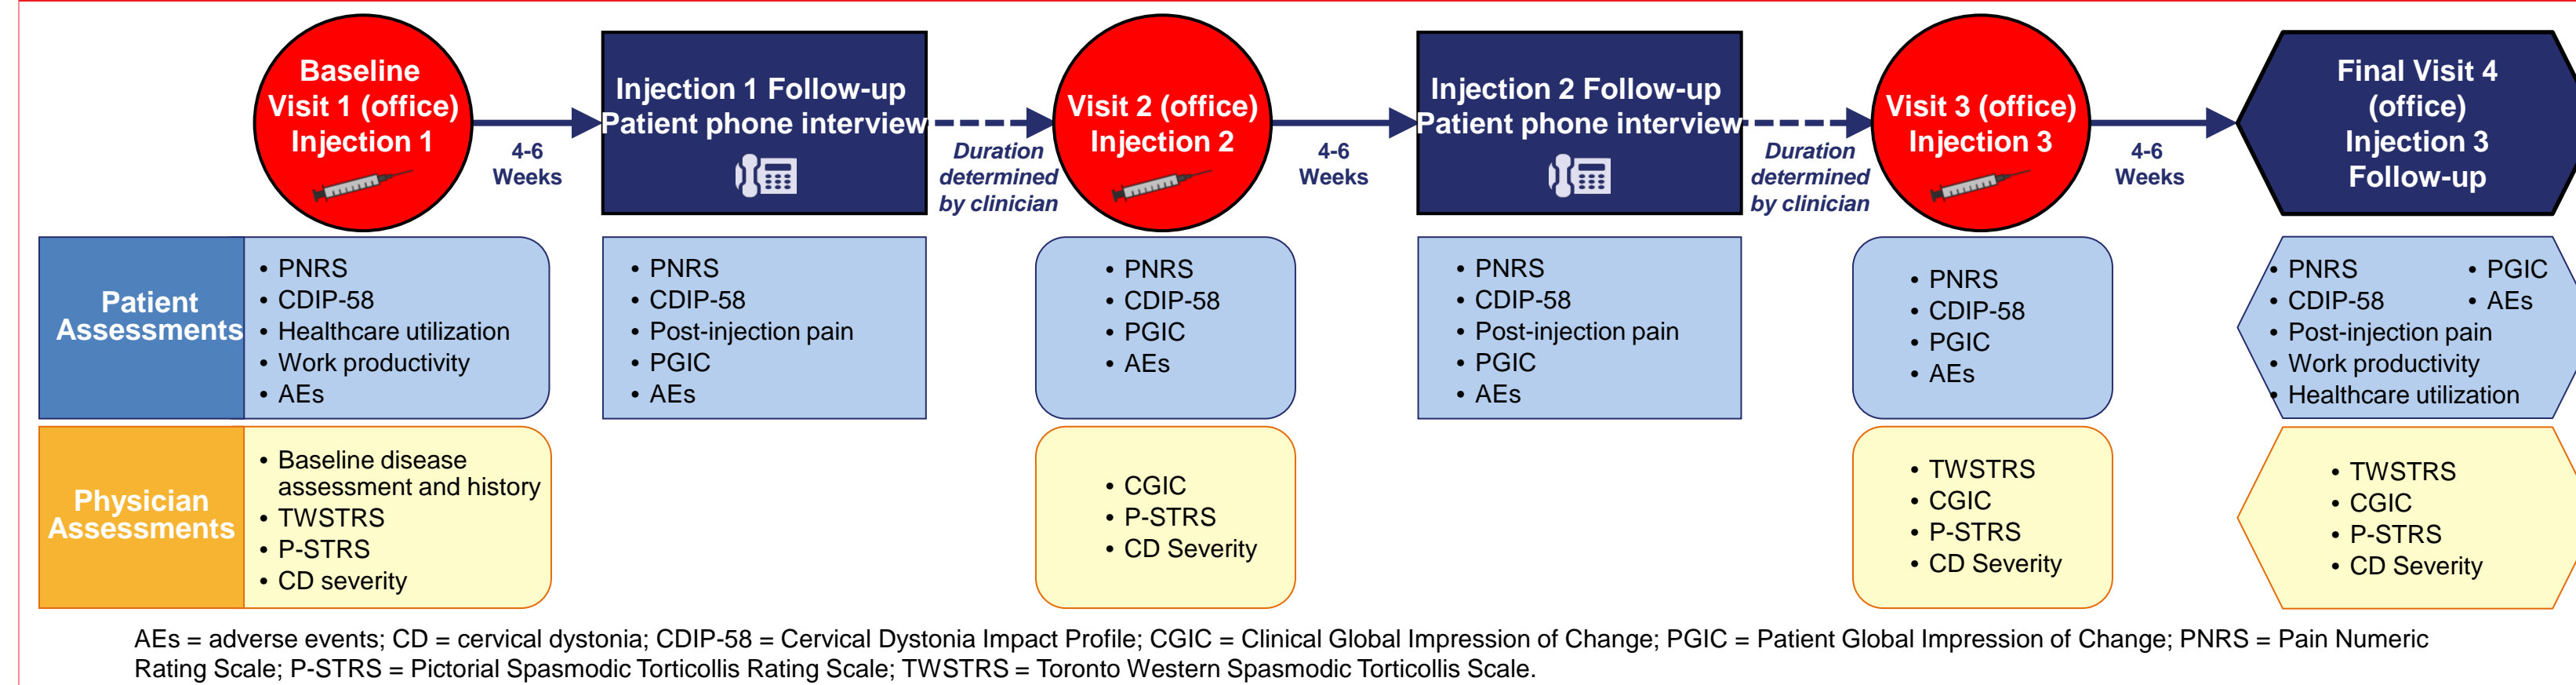 Baseline
Visit 1 (office)
Injection 1
4-6
Weeks
Injection 1 Follow-up
Patient phone interview
Duration
determined
by clinician
Visit 2 (office)
Injection 2
4-6
Weeks
Injection 2 Follow-up
Patient phone interview
Duration
determined
by clinician
Visit 3 (office)
Injection 3
4-6
Weeks
Final Visit 4
(office)
Injection 3
Follow-up
Patient
Assessments
• PNRS
• CDIP-58
• Healthcare utilization
• Work productivity
• AEs
• PNRS
• CDIP-58
• Post-injection pain
• PGIC
• AEs
• PNRS
• CDIP-58
• PGIC
• AEs
• PNRS
• CDIP-58
• Post-injection pain
• PGIC
• AEs
• PNRS
• CDIP-58
• PGIC
• AEs
• PNRS • PGIC
• CDIP-58 • AEs
• Post-injection pain
• Work productivity
• Healthcare utilization
Physician
Assessments
• Baseline disease
assessment and history
• TWSTRS
• P-STRS
• CD severity
• CGIC
• P-STRS
• CD Severity
• TWSTRS
• CGIC
• P-STRS
• CD Severity
• TWSTRS
• CGIC
• P-STRS
• CD Severity
AEs = adverse events; CD = cervical dystonia; CDIP-58 = Cervical Dystonia Impact Profile; CGIC = Clinical Global Impression of Change; PGIC = Patient Global Impression of Change; PNRS = Pain Numeric
Rating Scale; P-STRS = Pictorial Spasmodic Torticollis Rating Scale; TWSTRS = Toronto Western Spasmodic Torticollis Scale.